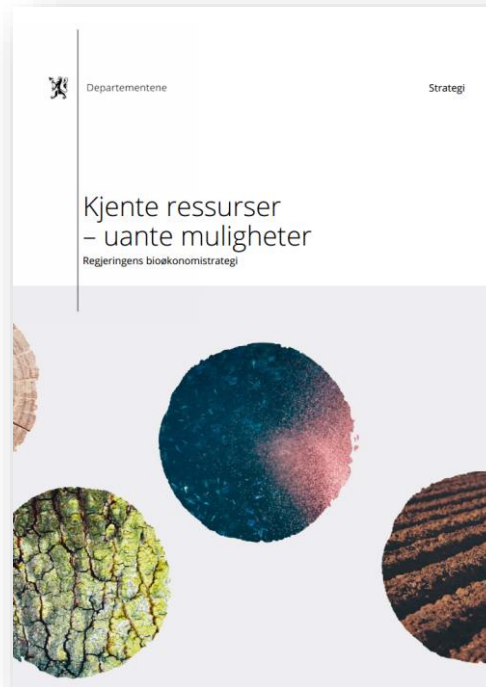 Departementene
Strategi
Kjente ressurser
– uante muligheter
Regjeringens bioøkonomistrategi